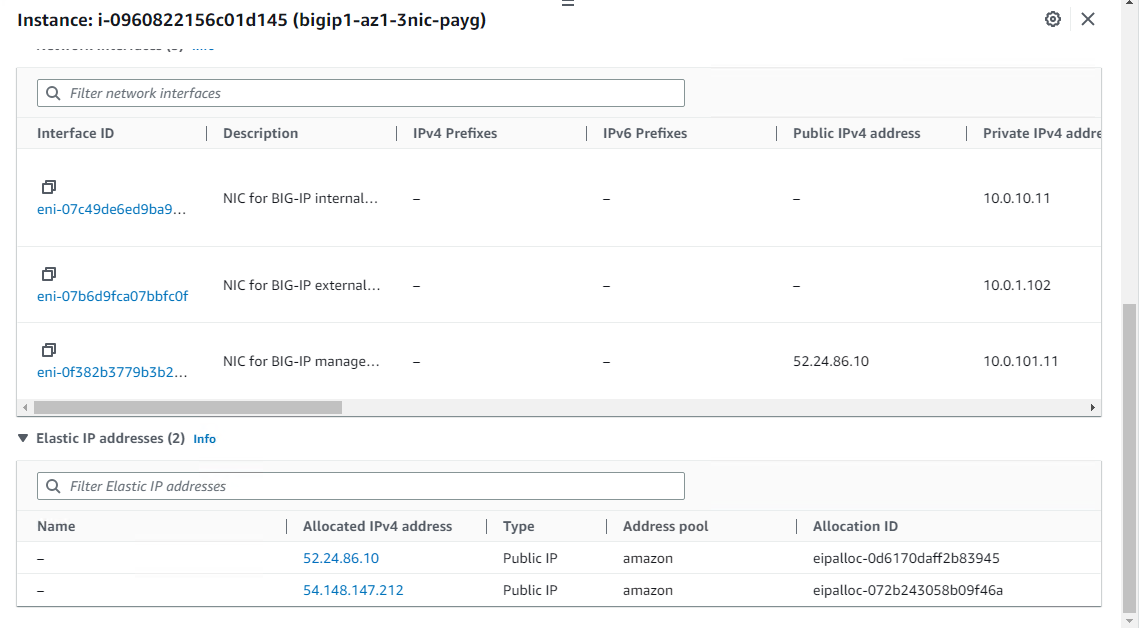 Instance: i-0960822156c01d145 (bigip1-az1-3nic-payg)
Filter network interfaces
Interface ID Description IPv4 Prefixes IPv6 Prefixes Public IPv4 address Private IPv4 addre
eni-07c49de6ed9ba9... NIC for BIG-IP internal... – – – 10.0.10.11
eni-07b6d9fca07bbfc0f NIC for BIG-IP external... – – – 10.0.1.102
eni-0f382b3779b3b2... NIC for BIG-IP manage... – – 52.24.86.10 10.0.101.11
Elastic IP addresses (2) Info
Filter Elastic IP addresses
Name Allocated IPv4 address Type Address pool Allocation ID
– 52.24.86.10 Public IP amazon eipalloc-0d6170daff2b83945
– 54.148.147.212 Public IP amazon eipalloc-072b243058b09f46a